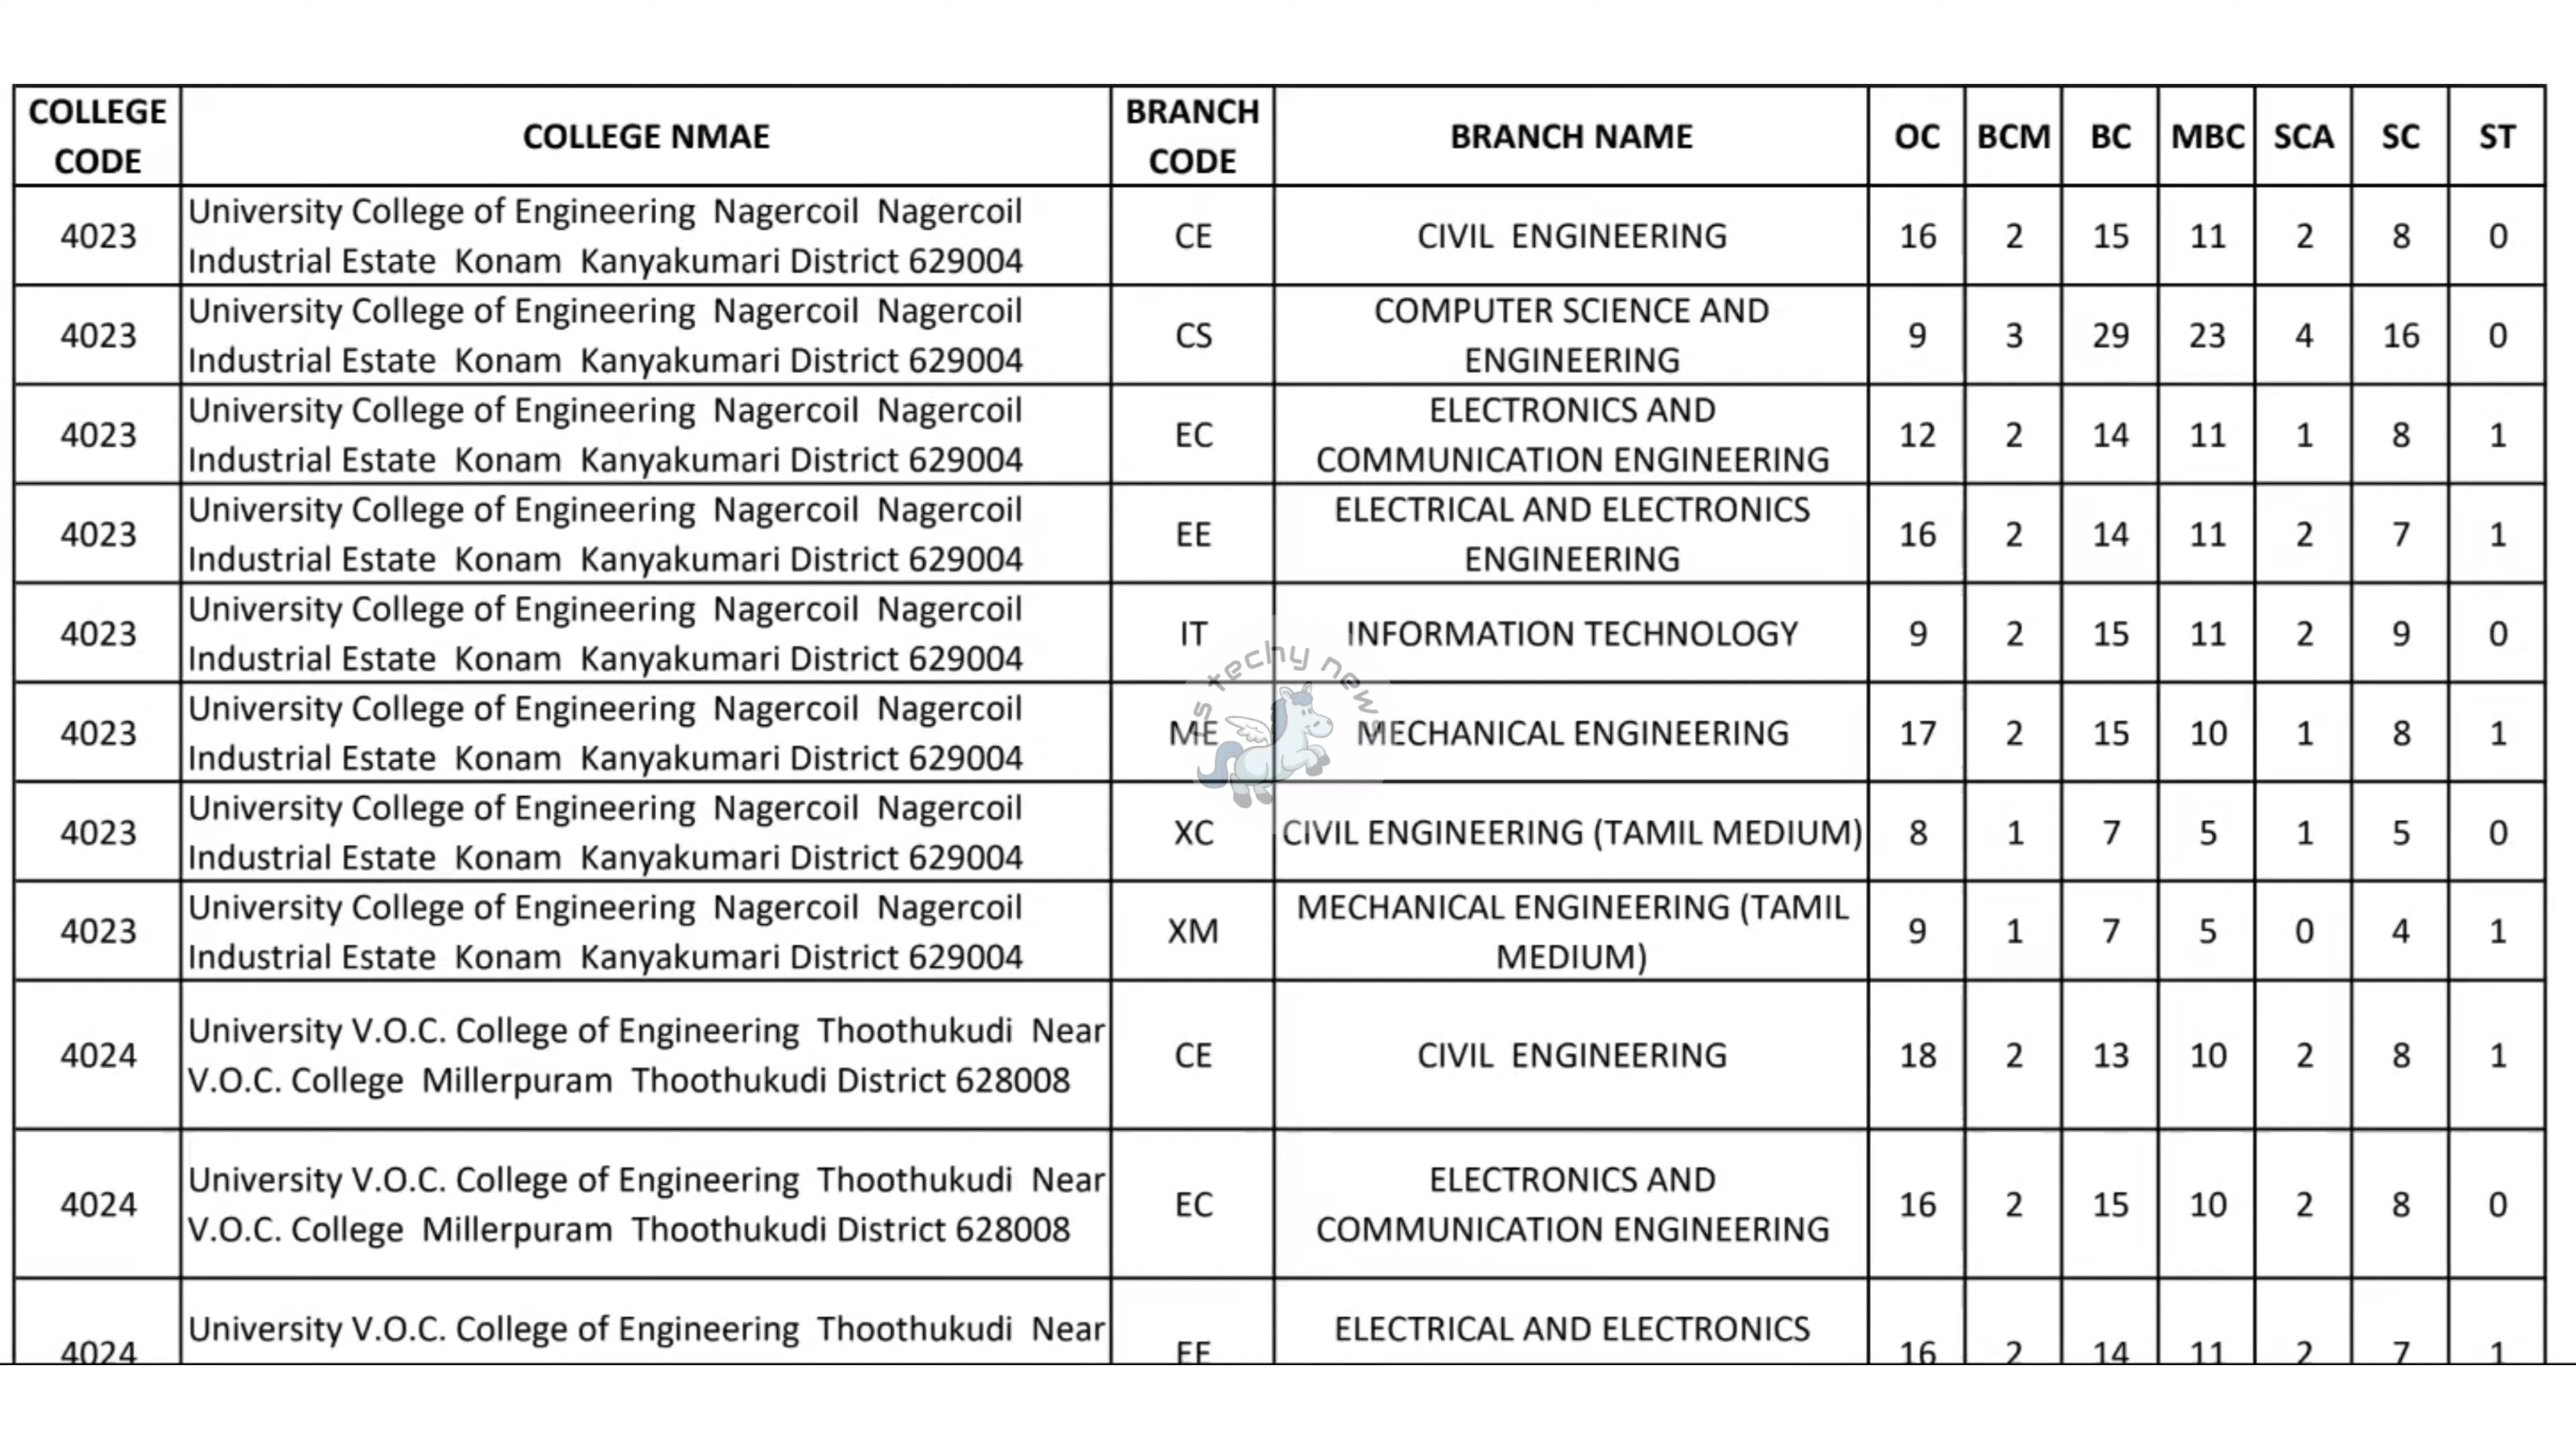 COLLEGE CODE COLLEGE NMAE BRANCH CODE BRANCH NAME OC BCM BC MBC SCA SC ST
4023 University College of Engineering Nagercoil Nagercoil Industrial Estate Konam Kanyakumari District 629004 CE CIVIL ENGINEERING 16 2 15 11 2 8 0
4023 University College of Engineering Nagercoil Nagercoil Industrial Estate Konam Kanyakumari District 629004 CS COMPUTER SCIENCE AND ENGINEERING 9 3 29 23 4 16 0
4023 University College of Engineering Nagercoil Nagercoil Industrial Estate Konam Kanyakumari District 629004 EC ELECTRONICS AND COMMUNICATION ENGINEERING 12 2 14 11 1 8 1
4023 University College of Engineering Nagercoil Nagercoil Industrial Estate Konam Kanyakumari District 629004 EE ELECTRICAL AND ELECTRONICS ENGINEERING 16 2 14 11 2 7 1
4023 University College of Engineering Nagercoil Nagercoil Industrial Estate Konam Kanyakumari District 629004 IT INFORMATION TECHNOLOGY 9 2 15 11 2 9 0
s techy news
4023 University College of Engineering Nagercoil Nagercoil Industrial Estate Konam Kanyakumari District 629004 ME MECHANICAL ENGINEERING 17 2 15 10 1 8 1
4023 University College of Engineering Nagercoil Nagercoil Industrial Estate Konam Kanyakumari District 629004 XC CIVIL ENGINEERING (TAMIL MEDIUM) 8 1 7 5 1 5 0
4023 University College of Engineering Nagercoil Nagercoil Industrial Estate Konam Kanyakumari District 629004 XM MECHANICAL ENGINEERING (TAMIL MEDIUM) 9 1 7 5 0 4 1
4024 University V.O.C. College of Engineering Thoothukudi Near V.O.C. College Millerpuram Thoothukudi District 628008 CE CIVIL ENGINEERING 18 2 13 10 2 8 1
4024 University V.O.C. College of Engineering Thoothukudi Near V.O.C. College Millerpuram Thoothukudi District 628008 EC ELECTRONICS AND COMMUNICATION ENGINEERING 16 2 15 10 2 8 0
4024 University V.O.C. College of Engineering Thoothukudi Near EE ELECTRICAL AND ELECTRONICS 16 2 14 11 2 7 1